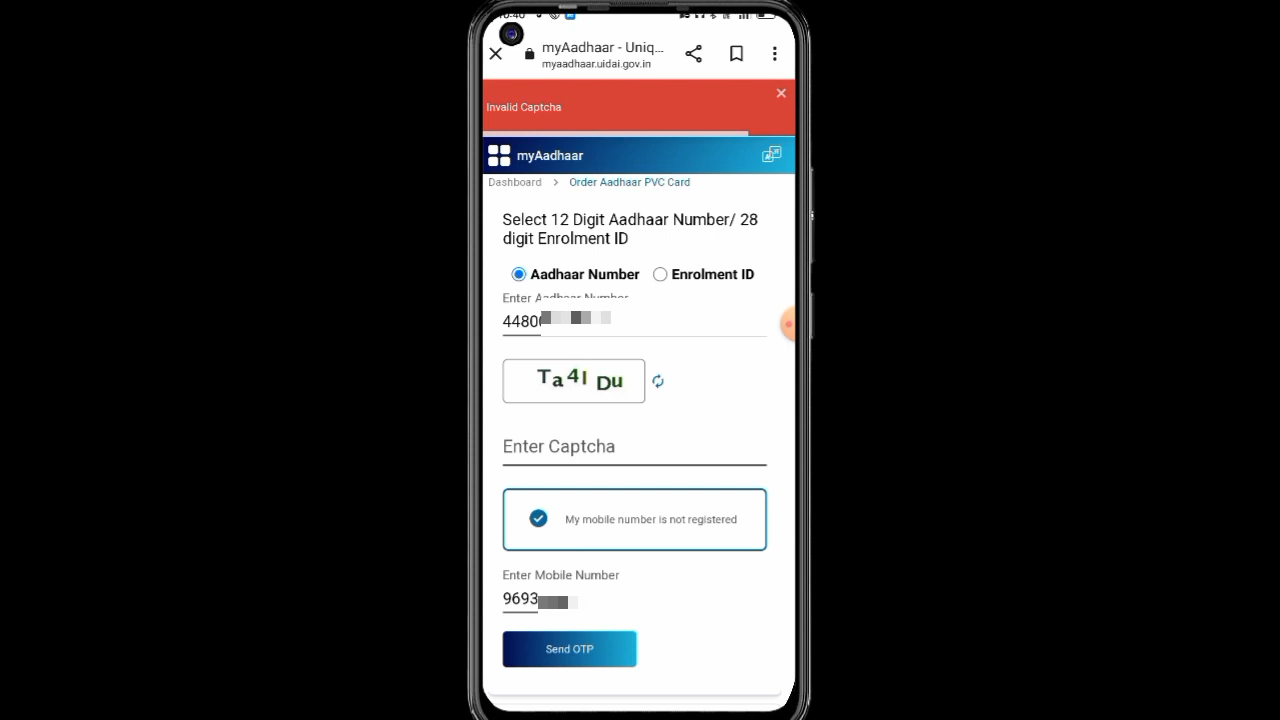 myAadhaar - Uniq...
myaadhaar.uidai.gov.in
Invalid Captcha
myAadhaar
Dashboard > Order Aadhaar PVC Card
Select 12 Digit Aadhaar Number/ 28
digit Enrolment ID
Aadhaar Number Enrolment ID
Enter Aadhaar Number
4480
Ta4l Du
Enter Captcha
My mobile number is not registered
Enter Mobile Number
9693
Send OTP